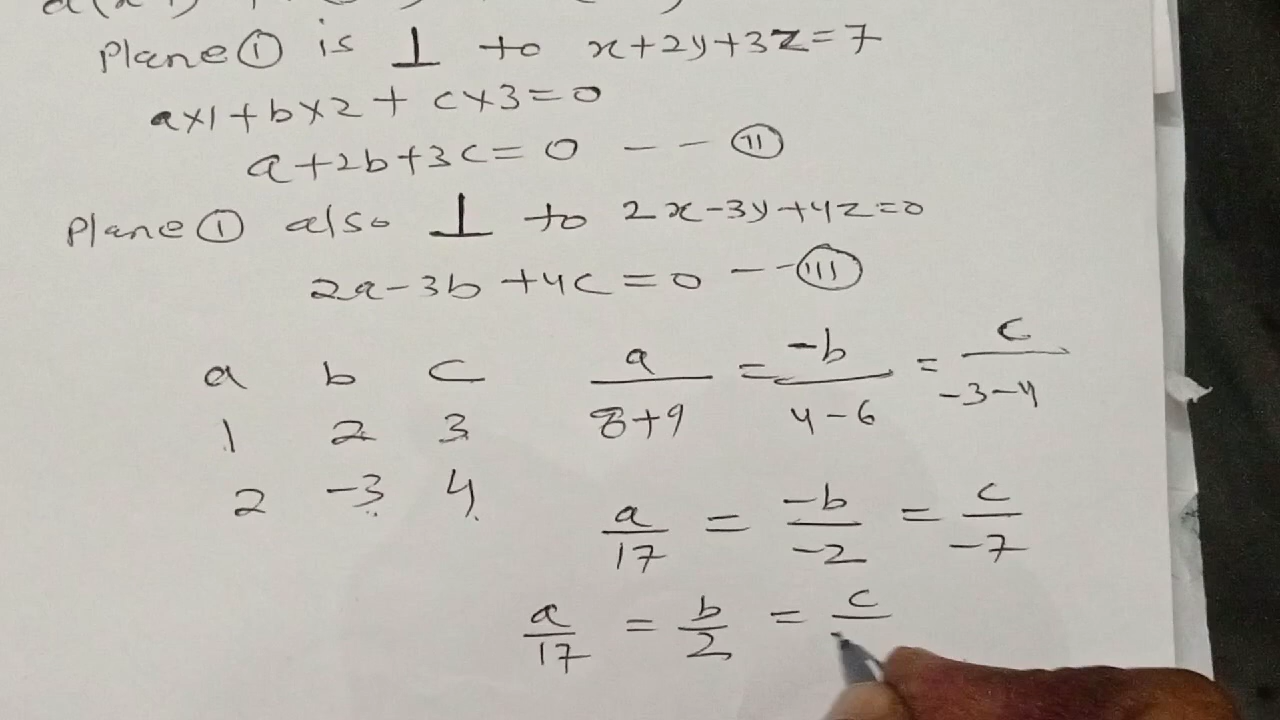 Plane ① is ⊥ to x+2y+3z=7
a×1+b×2+c×3=0
a+2b+3c=0 -- (II)
Plane ① also ⊥ to 2x-3y+4z=0
2a-3b+4c=0 -- (III)
a b c a/8+9 = -b/4-6 = c/-3-4
1 2 3
2 -3 4 a/17 = -b/-2 = c/-7
a/17 = b/2 = c